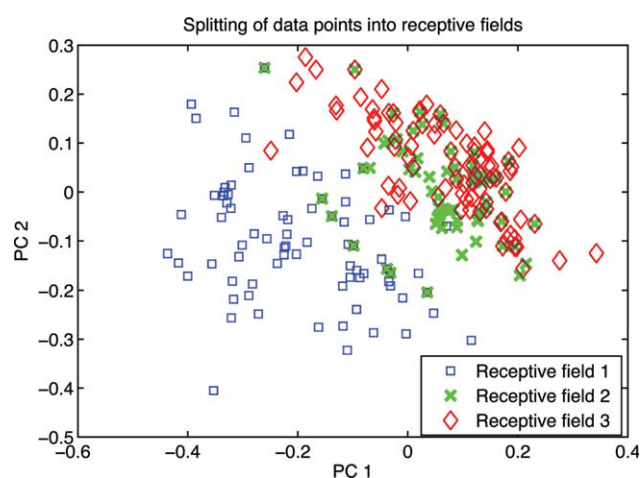 Splitting of data points into receptive fields
0.3
0.2
0.1
0
−0.1
−0.2
−0.3
−0.4
−0.5
PC 2
−0.6
−0.4
−0.2
0
0.2
0.4
PC 1
Receptive field 1
Receptive field 2
Receptive field 3